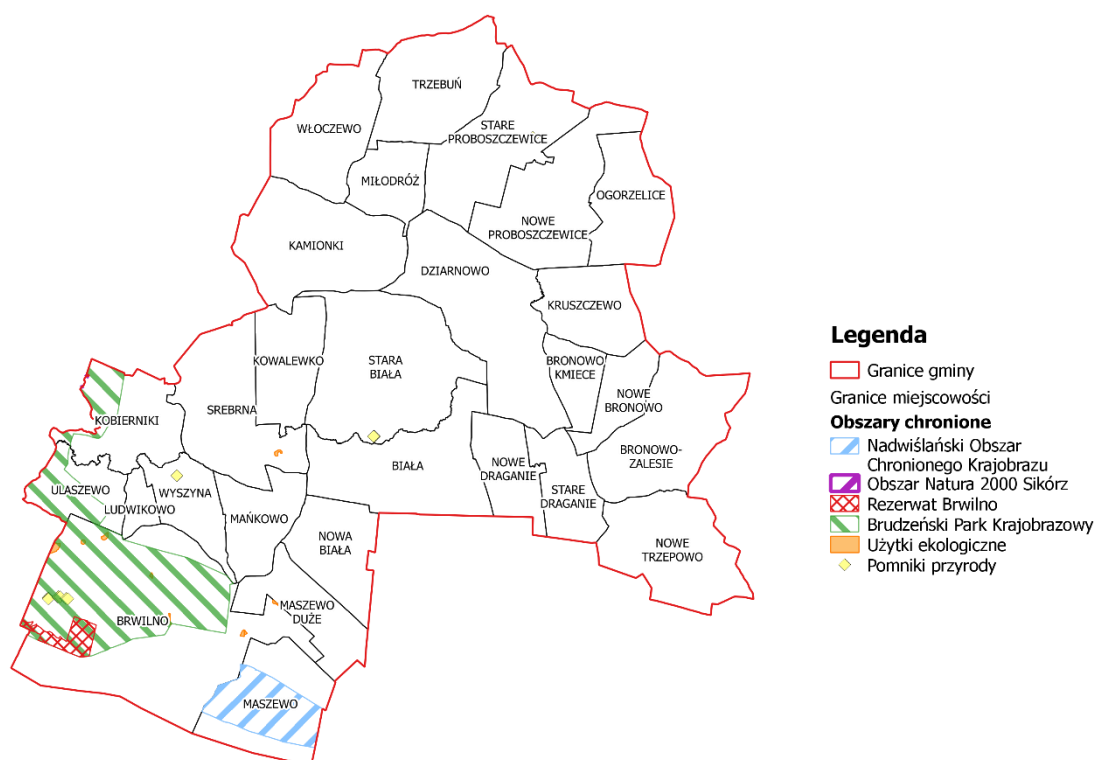 TRZEBUŃ
WŁOCZEWO
STARE
PROBOSZCZEWICE
MIŁODRÓŻ
OGORZELICE
NOWE
PROBOSZCZEWICE
KAMIONKI
DZIARNOWO
KRUSZCZEWO
KOWALEWKO
STARA
BIAŁA
BRONOWO
KMIECE
NOWE
BRONOWO
SREBRNA
KOBIERNIKI
BRONOWO-
ZALESIE
BIAŁA
NOWE
DRAGANIE
STARE
DRAGANIE
ULASZEWO
WYSZYNA
LUDWIKOWO
MAŃKOWO
NOWA
BIAŁA
NOWE
TRZEPOWO
MASZEWO
DUŻE
BRWILNO
MASZEWO
Legenda
Granice gminy
Granice miejscowości
Obszary chronione
Nadwiślański Obszar
Chronionego Krajobrazu
Obszar Natura 2000 Sikórz
Rezerwat Brwilno
Brudzeński Park Krajobrazowy
Użytki ekologiczne
Pomniki przyrody